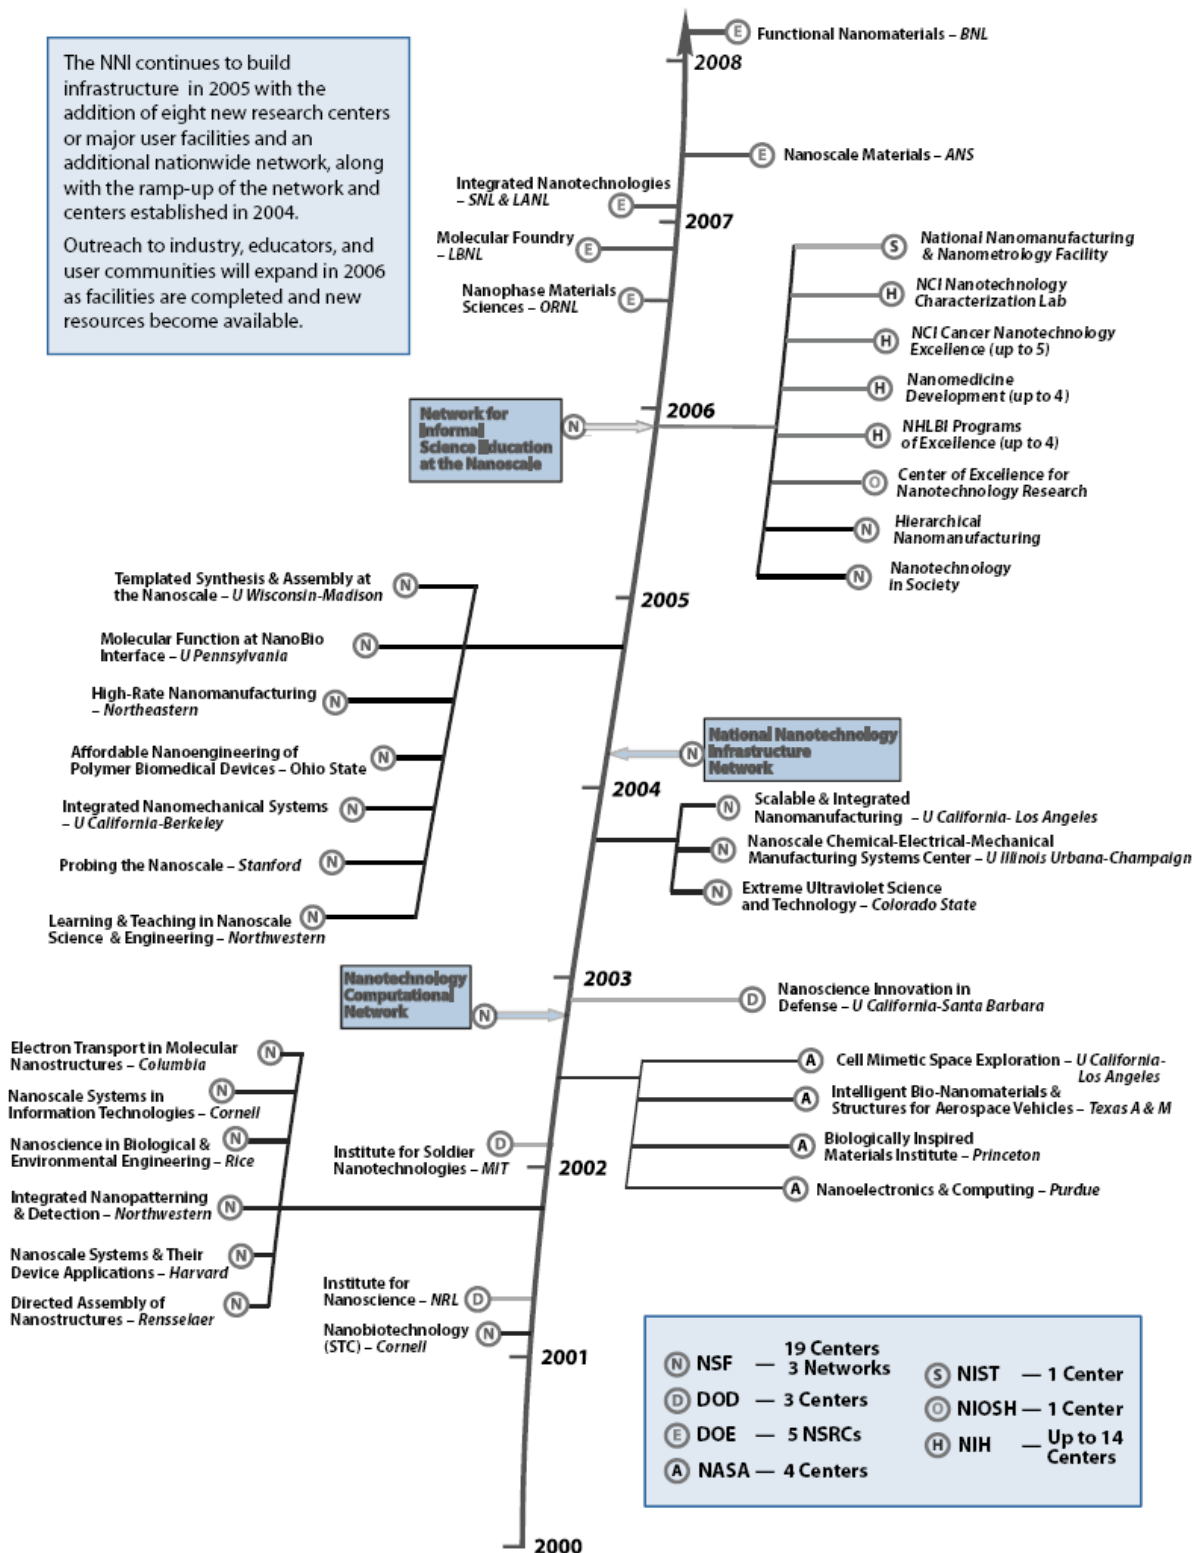 The NNI continues to build
infrastructure in 2005 with the
addition of eight new research centers
or major user facilities and an
additional nationwide network, along
with the ramp-up of the network and
centers established in 2004.
Outreach to industry, educators, and
user communities will expand in 2006
as facilities are completed and new
resources become available.
E Functional Nanomaterials – BNL
2008
E Nanoscale Materials – ANS
Integrated Nanotechnologies
– SNL & LANL E
2007
Molecular Foundry
– LBNL E
Nanophase Materials
Sciences – ORNL E
S National Nanomanufacturing
& Nanometrology Facility
H NCI Nanotechnology
Characterization Lab
H NCI Cancer Nanotechnology
Excellence (up to 5)
H Nanomedicine
Development (up to 4)
H NHLBI Programs
of Excellence (up to 4)
O Center of Excellence for
Nanotechnology Research
N Hierarchical
Nanomanufacturing
N Nanotechnology
in Society
2006
Network for
Informal
Science Education
at the Nanoscale
N
2005
Templated Synthesis & Assembly at
the Nanoscale – U Wisconsin-Madison N
Molecular Function at NanoBio
Interface – U Pennsylvania N
High-Rate Nanomanufacturing
– Northeastern N
Affordable Nanoengineering of
Polymer Biomedical Devices – Ohio State N
Integrated Nanomechanical Systems
– U California-Berkeley N
Probing the Nanoscale – Stanford N
Learning & Teaching in Nanoscale
Science & Engineering – Northwestern N
N National Nanotechnology
Infrastructure
Network
2004
N Scalable & Integrated
Nanomanufacturing – U California- Los Angeles
N Nanoscale Chemical-Electrical-Mechanical
Manufacturing Systems Center – U Illinois Urbana-Champaign
N Extreme Ultraviolet Science
and Technology – Colorado State
2003
Nanotechnology
Computational
Network
N
D Nanoscience Innovation in
Defense – U California-Santa Barbara
A Cell Mimetic Space Exploration – U California-
Los Angeles
A Intelligent Bio-Nanomaterials &
Structures for Aerospace Vehicles – Texas A & M
A Biologically Inspired
Materials Institute – Princeton
A Nanoelectronics & Computing – Purdue
Electron Transport in Molecular
Nanostructures – Columbia N
Nanoscale Systems in
Information Technologies – Cornell N
Nanoscience in Biological &
Environmental Engineering – Rice N
Integrated Nanopatterning
& Detection – Northwestern N
Nanoscale Systems & Their
Device Applications – Harvard N
Directed Assembly of
Nanostructures – Rensselaer N
Institute for Soldier
Nanotechnologies – MIT D
2002
Institute for
Nanoscience – NRL D
Nanobiotechnology
(STC) – Cornell N
2001
N NSF — 19 Centers
3 Networks
D DOD — 3 Centers
E DOE — 5 NSRCs
A NASA — 4 Centers
S NIST — 1 Center
O NIOSH — 1 Center
H NIH — Up to 14
Centers
2000